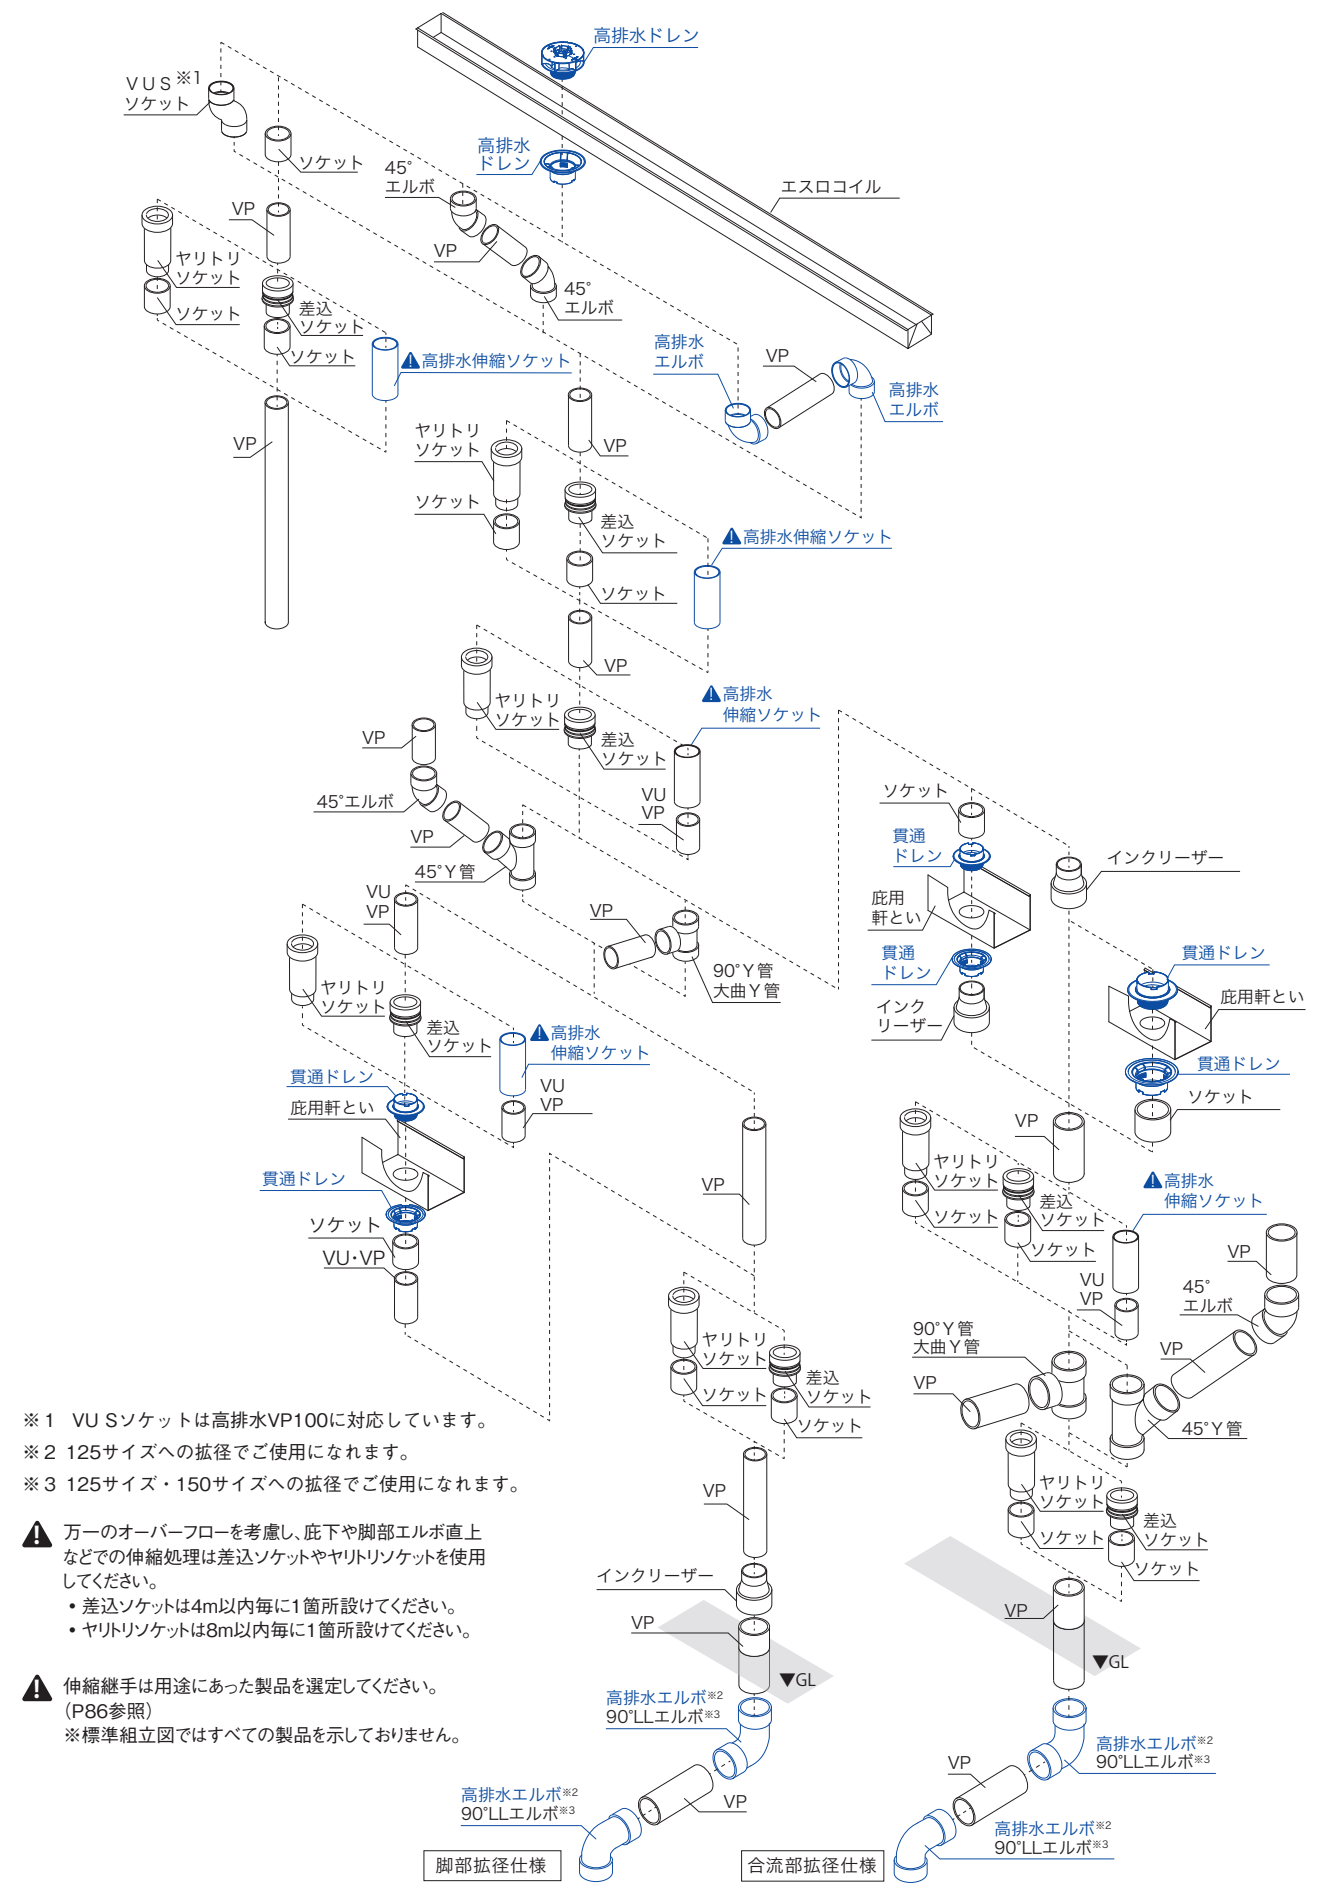 高排水ドレン
VUS※1
ソケット
ソケット
高排水
ドレン
45°
エルボ
エスロコイル
VP
VP
ヤリトリ
ソケット
45°
エルボ
差込
ソケット
ソケット
ソケット
高排水
エルボ
VP
高排水伸縮ソケット
高排水
エルボ
ヤリトリ
ソケット
VP
VP
ソケット
差込
ソケット
高排水伸縮ソケット
ソケット
VP
ヤリトリ
ソケット
高排水
伸縮ソケット
VP
差込
ソケット
45°エルボ
VU
VP
ソケット
VP
貫通
ドレン
インクリーザー
45°Y管
VU
VP
庇用
軒とい
VP
貫通
ドレン
貫通ドレン
90°Y管
大曲Y管
ヤリトリ
ソケット
インク
リーザー
庇用軒とい
差込
ソケット
高排水
伸縮ソケット
貫通ドレン
貫通ドレン
VU
VP
ソケット
庇用軒とい
VP
ヤリトリ
ソケット
貫通ドレン
VP
差込
ソケット
高排水
伸縮ソケット
ソケット
ソケット
ソケット
VU・VP
VP
VU
VP
45°
エルボ
ヤリトリ
ソケット
90°Y管
大曲Y管
VP
差込
ソケット
VP
ソケット
ソケット
45°Y管
※1 VU Sソケットは高排水VP100に対応しています。
※2 125サイズへの拡径でご使用になれます。
※3 125サイズ・150サイズへの拡径でご使用になれます。
VP
ヤリトリ
ソケット
差込
ソケット
ソケット
ソケット
万一のオーバーフローを考慮し、庇下や脚部エルボ直上
などでの伸縮処理は差込ソケットやヤリトリソケットを使用
してください。
・差込ソケットは4m以内毎に1箇所設けてください。
・ヤリトリソケットは8m以内毎に1箇所設けてください。
インクリーザー
VP
VP
▼GL
▼GL
伸縮継手は用途にあった製品を選定してください。
（P86参照）
※標準組立図ではすべての製品を示しておりません。
高排水エルボ※2
90°LLエルボ※3
高排水エルボ※2
90°LLエルボ※3
VP
高排水エルボ※2
90°LLエルボ※3
VP
高排水エルボ※2
90°LLエルボ※3
脚部拡径仕様
合流部拡径仕様